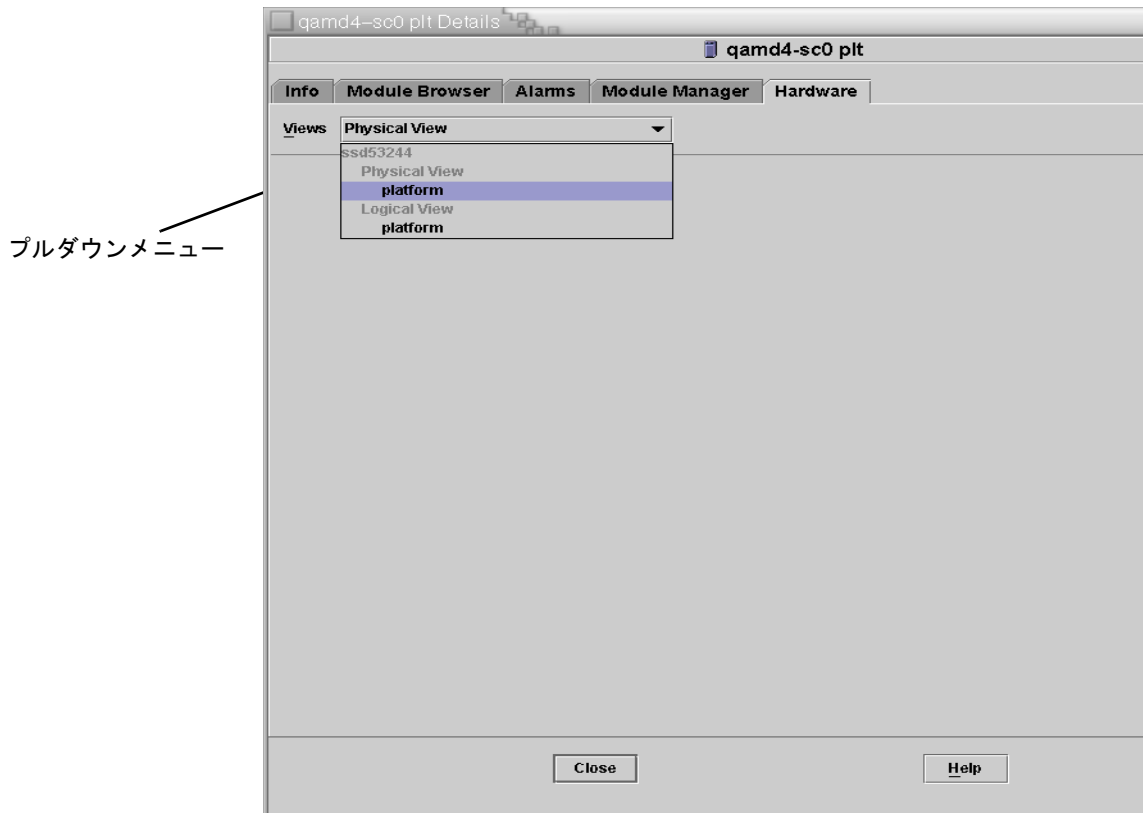 qamd4–sc0 plt Details
qamd4-sc0 plt
Info Module Browser Alarms Module Manager Hardware
Views Physical View
ssd53244
Physical View
platform
Logical View
platform
プルダウンメニュー
Close Help